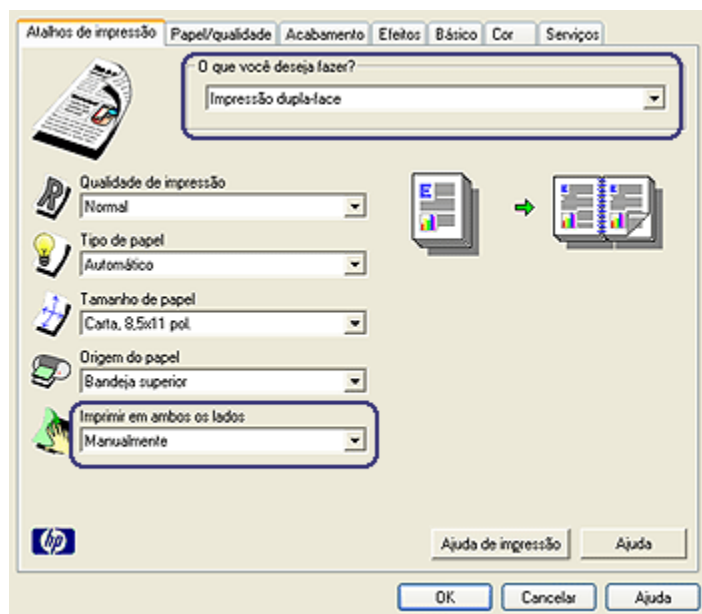 Atalhos de impressão Papel/qualidade Acabamento Efeitos Básico Cor Serviços
O que você deseja fazer?
Impressão dupla-face
Qualidade de impressão
Normal
Tipo de papel
Automático
Tamanho de papel
Carta, 8,5x11 pol.
Origem do papel
Bandeja superior
Imprimir em ambos os lados
Manualmente
hp
Ajuda de impressão Ajuda
OK Cancelar Ajuda